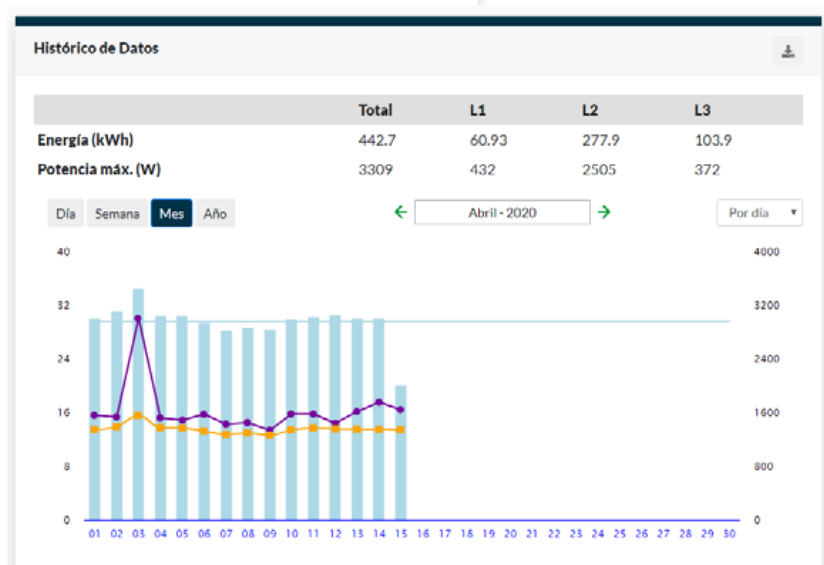 Histórico de Datos
Total L1 L2 L3
Energía (kWh) 442.7 60.93 277.9 103.9
Potencia máx. (W) 3309 432 2505 372
Día Semana Mes Año Abril - 2020 Por día
40 4000
32 3200
24 2400
16 1600
8 800
0 0
01 02 03 04 05 06 07 08 09 10 11 12 13 14 15 16 17 18 19 20 21 22 23 24 25 26 27 28 29 30